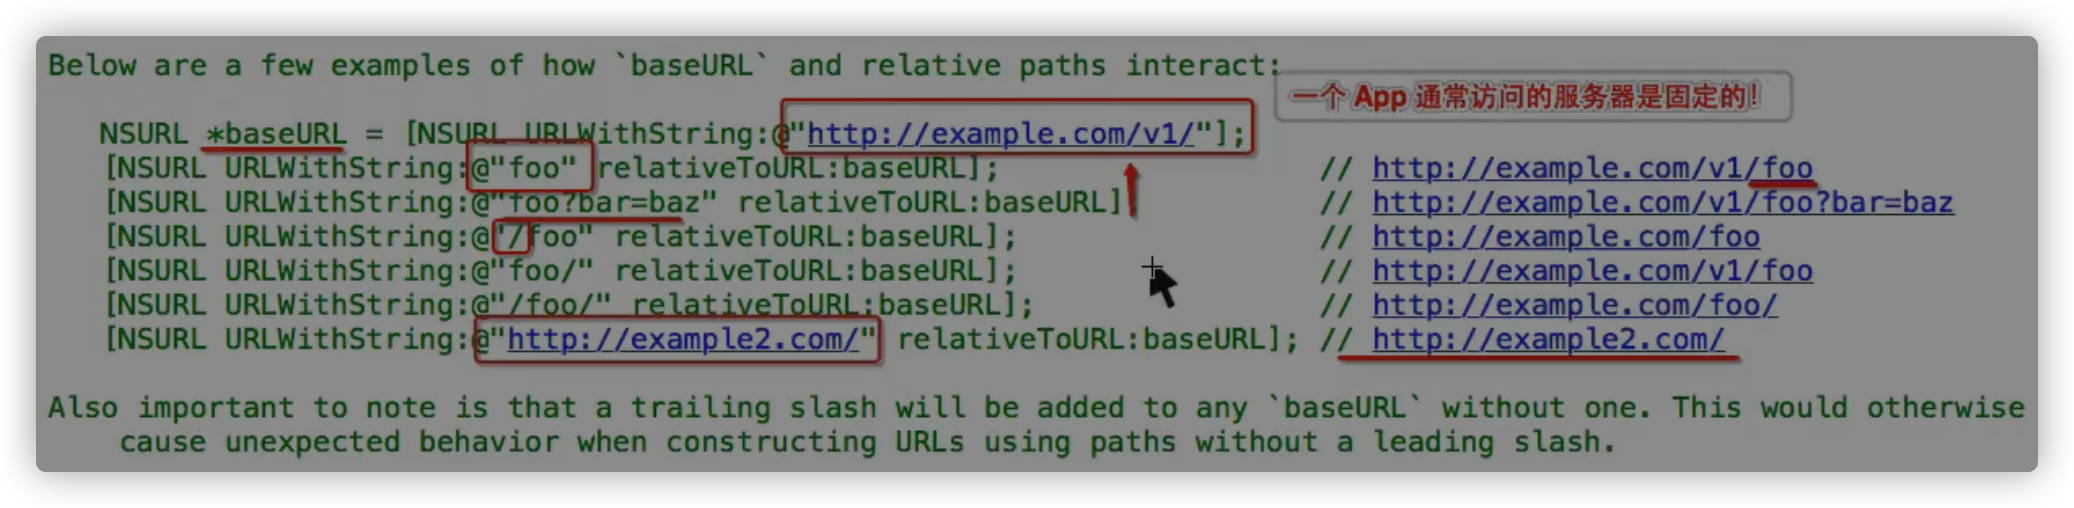 Below are a few examples of how `baseURL` and relative paths interact:
一个 App 通常访问的服务器是固定的!
NSURL *baseURL = [NSURL URLWithString:@"http://example.com/v1/"];
[NSURL URLWithString:@"foo" relativeToURL:baseURL]; // http://example.com/v1/foo
[NSURL URLWithString:@"foo?bar=baz" relativeToURL:baseURL]; // http://example.com/v1/foo?bar=baz
[NSURL URLWithString:@"/foo" relativeToURL:baseURL]; // http://example.com/foo
[NSURL URLWithString:@"foo/" relativeToURL:baseURL]; // http://example.com/v1/foo
[NSURL URLWithString:@"/foo/" relativeToURL:baseURL]; // http://example.com/foo/
[NSURL URLWithString:@"http://example2.com/" relativeToURL:baseURL]; // http://example2.com/
Also important to note is that a trailing slash will be added to any `baseURL` without one. This would otherwise
cause unexpected behavior when constructing URLs using paths without a leading slash.